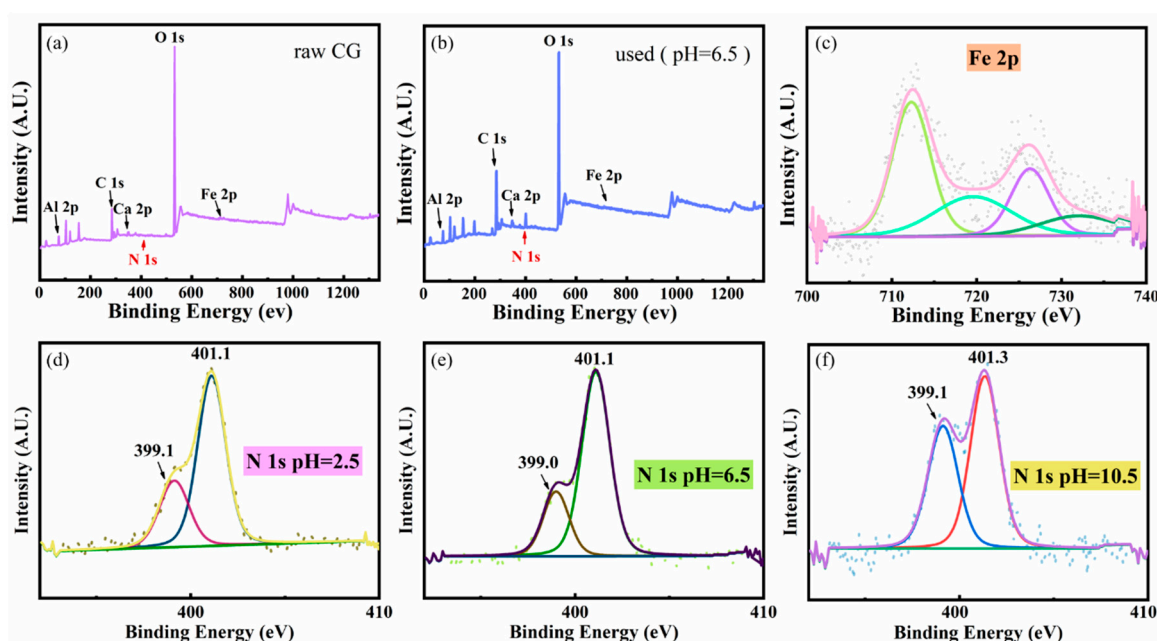 (a)
O 1s
raw CG
Al 2p
C 1s
Ca 2p
N 1s
Fe 2p
Intensity (A.U.)
0 200 400 600 800 1000 1200
Binding Energy (ev)
(b)
O 1s
used ( pH=6.5 )
Al 2p
C 1s
Ca 2p
N 1s
Fe 2p
Intensity (A.U.)
0 200 400 600 800 1000 1200
Binding Energy (ev)
(c)
Fe 2p
Intensity (A.U.)
700 710 720 730 740
Binding Energy (eV)
(d)
401.1
399.1
N 1s pH=2.5
Intensity (A.U.)
400 410
Binding Energy (eV)
(e)
401.1
399.0
N 1s pH=6.5
Intensity (A.U.)
400 410
Binding Energy (eV)
(f)
401.3
399.1
N 1s pH=10.5
Intensity (A.U.)
400 410
Binding Energy (eV)